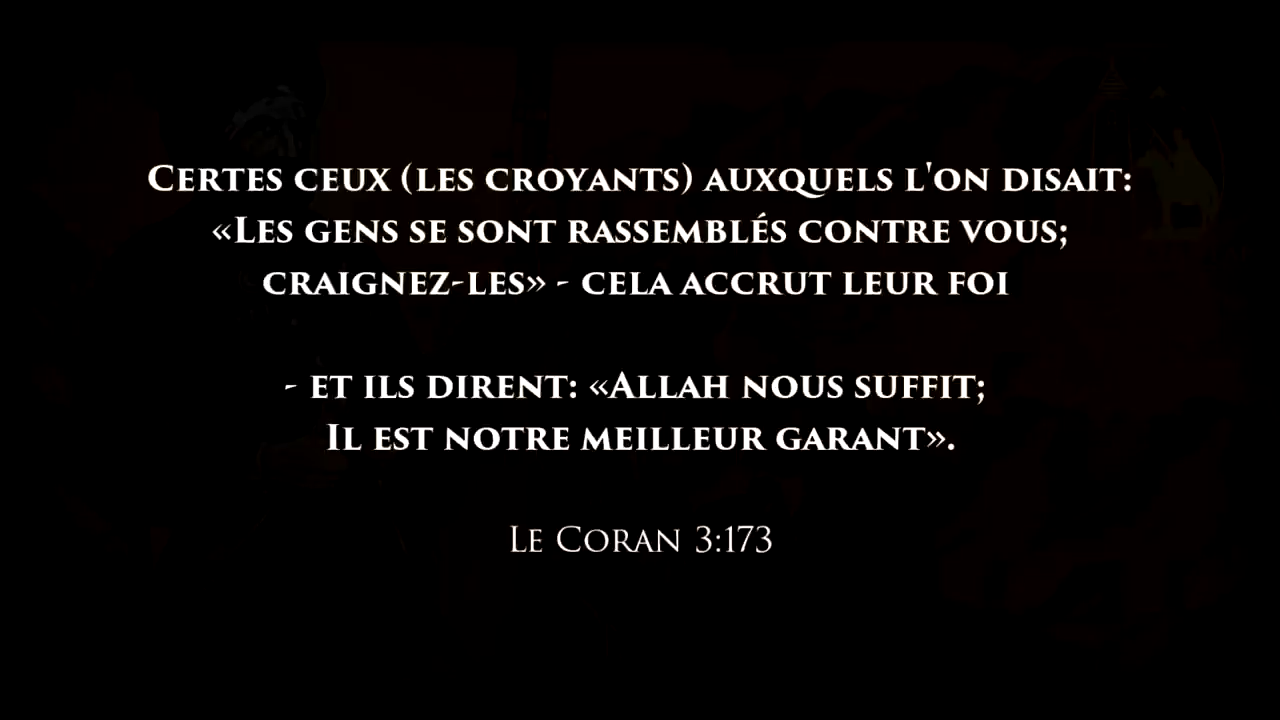 Certes ceux (les croyants) auxquels l'on disait:
«Les gens se sont rassemblés contre vous;
craignez-les» - cela accrut leur foi
- et ils dirent: «Allah nous suffit;
Il est notre meilleur garant».
Le Coran 3:173